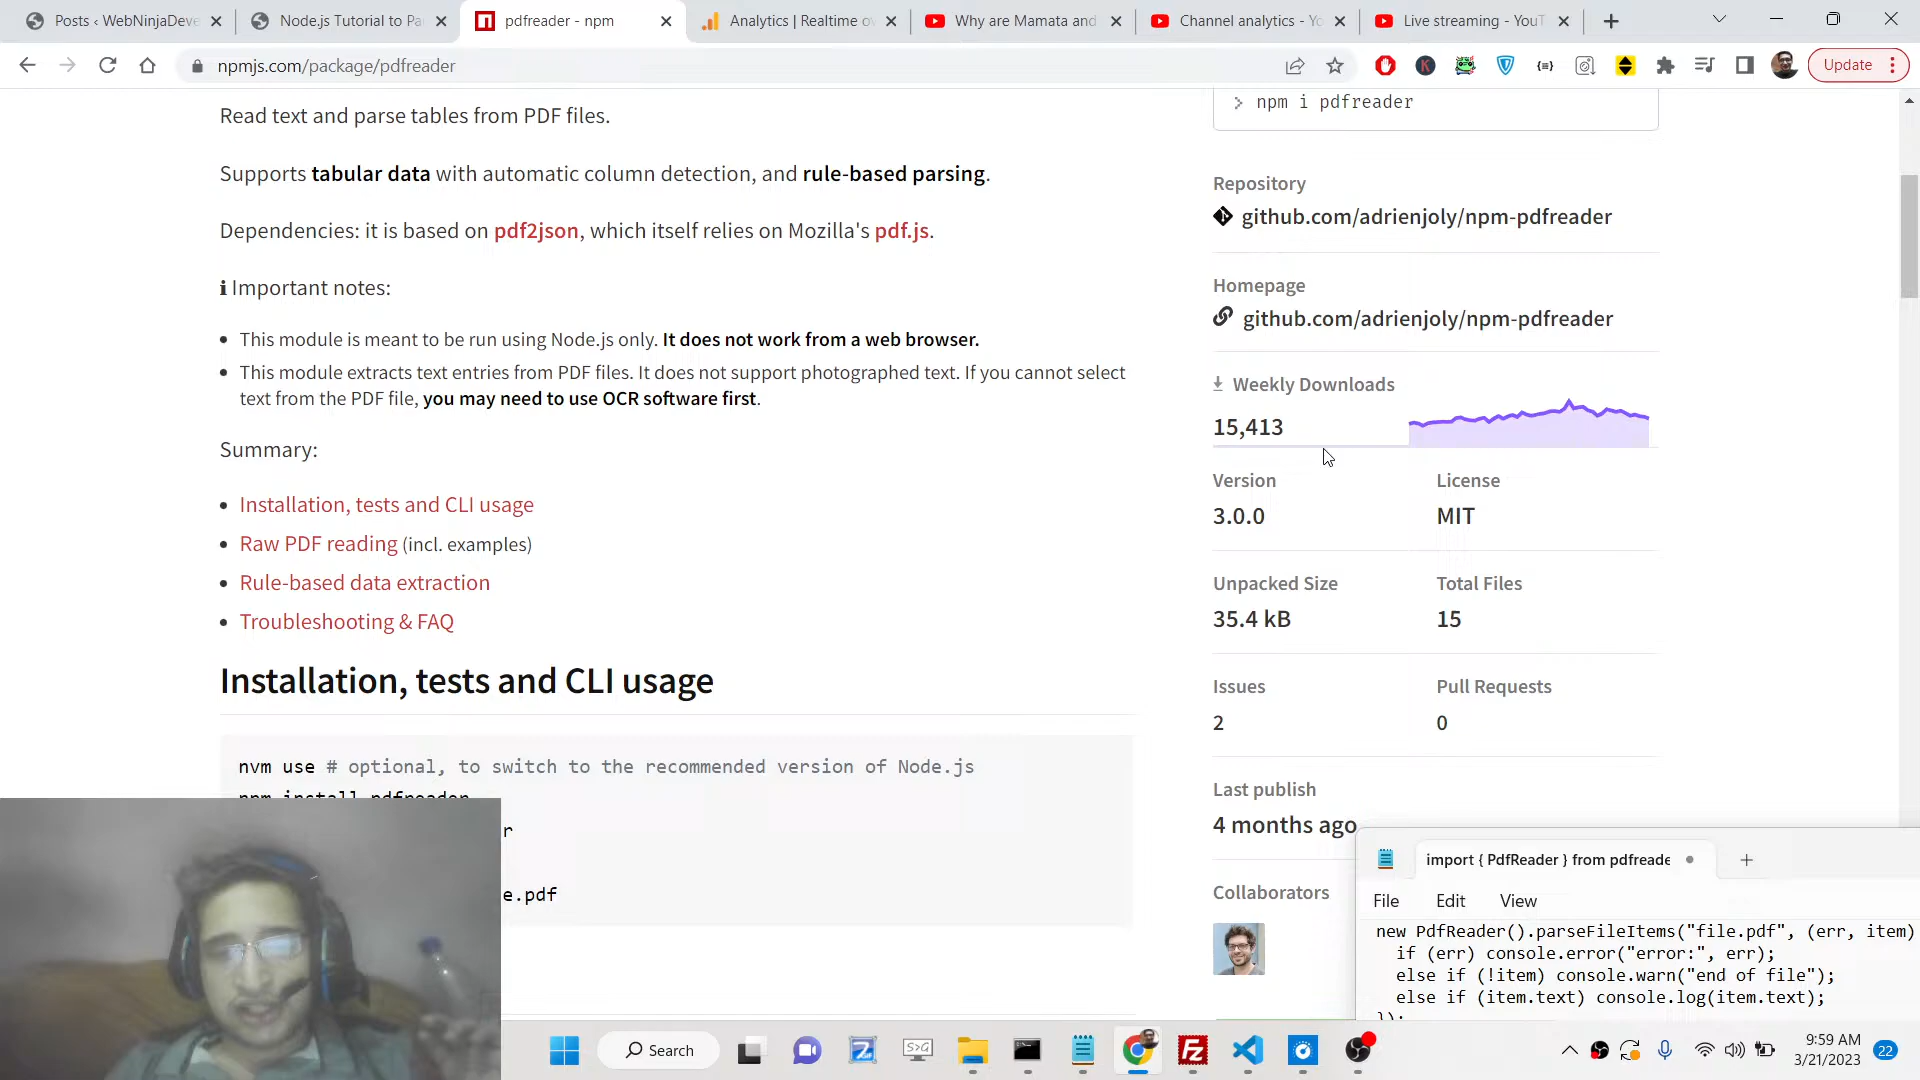 Posts ‹ WebNinjaDeve
Node.js Tutorial to Pa
pdfreader - npm
Analytics | Realtime ov
Why are Mamata and
Channel analytics - Yo
Live streaming - YouT
npmjs.com/package/pdfreader
Update
Read text and parse tables from PDF files.
Supports tabular data with automatic column detection, and rule-based parsing.
Dependencies: it is based on pdf2json, which itself relies on Mozilla's pdf.js.
ℹ Important notes:
This module is meant to be run using Node.js only. It does not work from a web browser.
This module extracts text entries from PDF files. It does not support photographed text. If you cannot select
text from the PDF file, you may need to use OCR software first.
Summary:
Installation, tests and CLI usage
Raw PDF reading (incl. examples)
Rule-based data extraction
Troubleshooting & FAQ
Installation, tests and CLI usage
nvm use # optional, to switch to the recommended version of Node.js
npm install pdfreader
r
e.pdf
> npm i pdfreader
Repository
github.com/adrienjoly/npm-pdfreader
Homepage
github.com/adrienjoly/npm-pdfreader
Weekly Downloads
15,413
Version
License
3.0.0
MIT
Unpacked Size
Total Files
35.4 kB
15
Issues
Pull Requests
2
0
Last publish
4 months ago
Collaborators
import { PdfReader } from pdfreade
File Edit View
new PdfReader().parseFileItems("file.pdf", (err, item)
if (err) console.error("error:", err);
else if (!item) console.warn("end of file");
else if (item.text) console.log(item.text);
});
Search
9:59 AM
3/21/2023
22